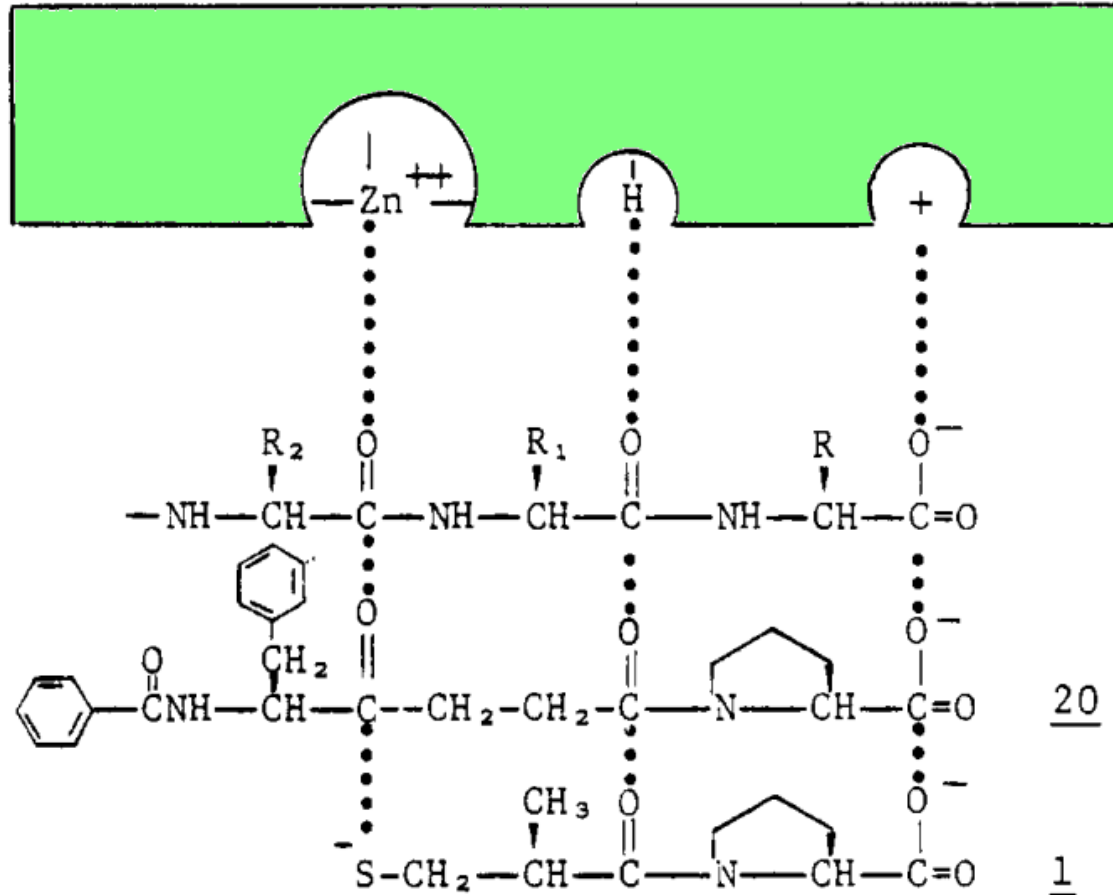 Zn++ H +
R₂ O R₁ O R O⁻
—NH—CH—C—NH—CH—C—NH—CH—C=O
O O O⁻
O CH₂
CNH—CH—C—CH₂—CH₂—C—N—CH—C=O 20
CH₃ O O⁻
⁻S—CH₂—CH—C—N—CH—C=O 1